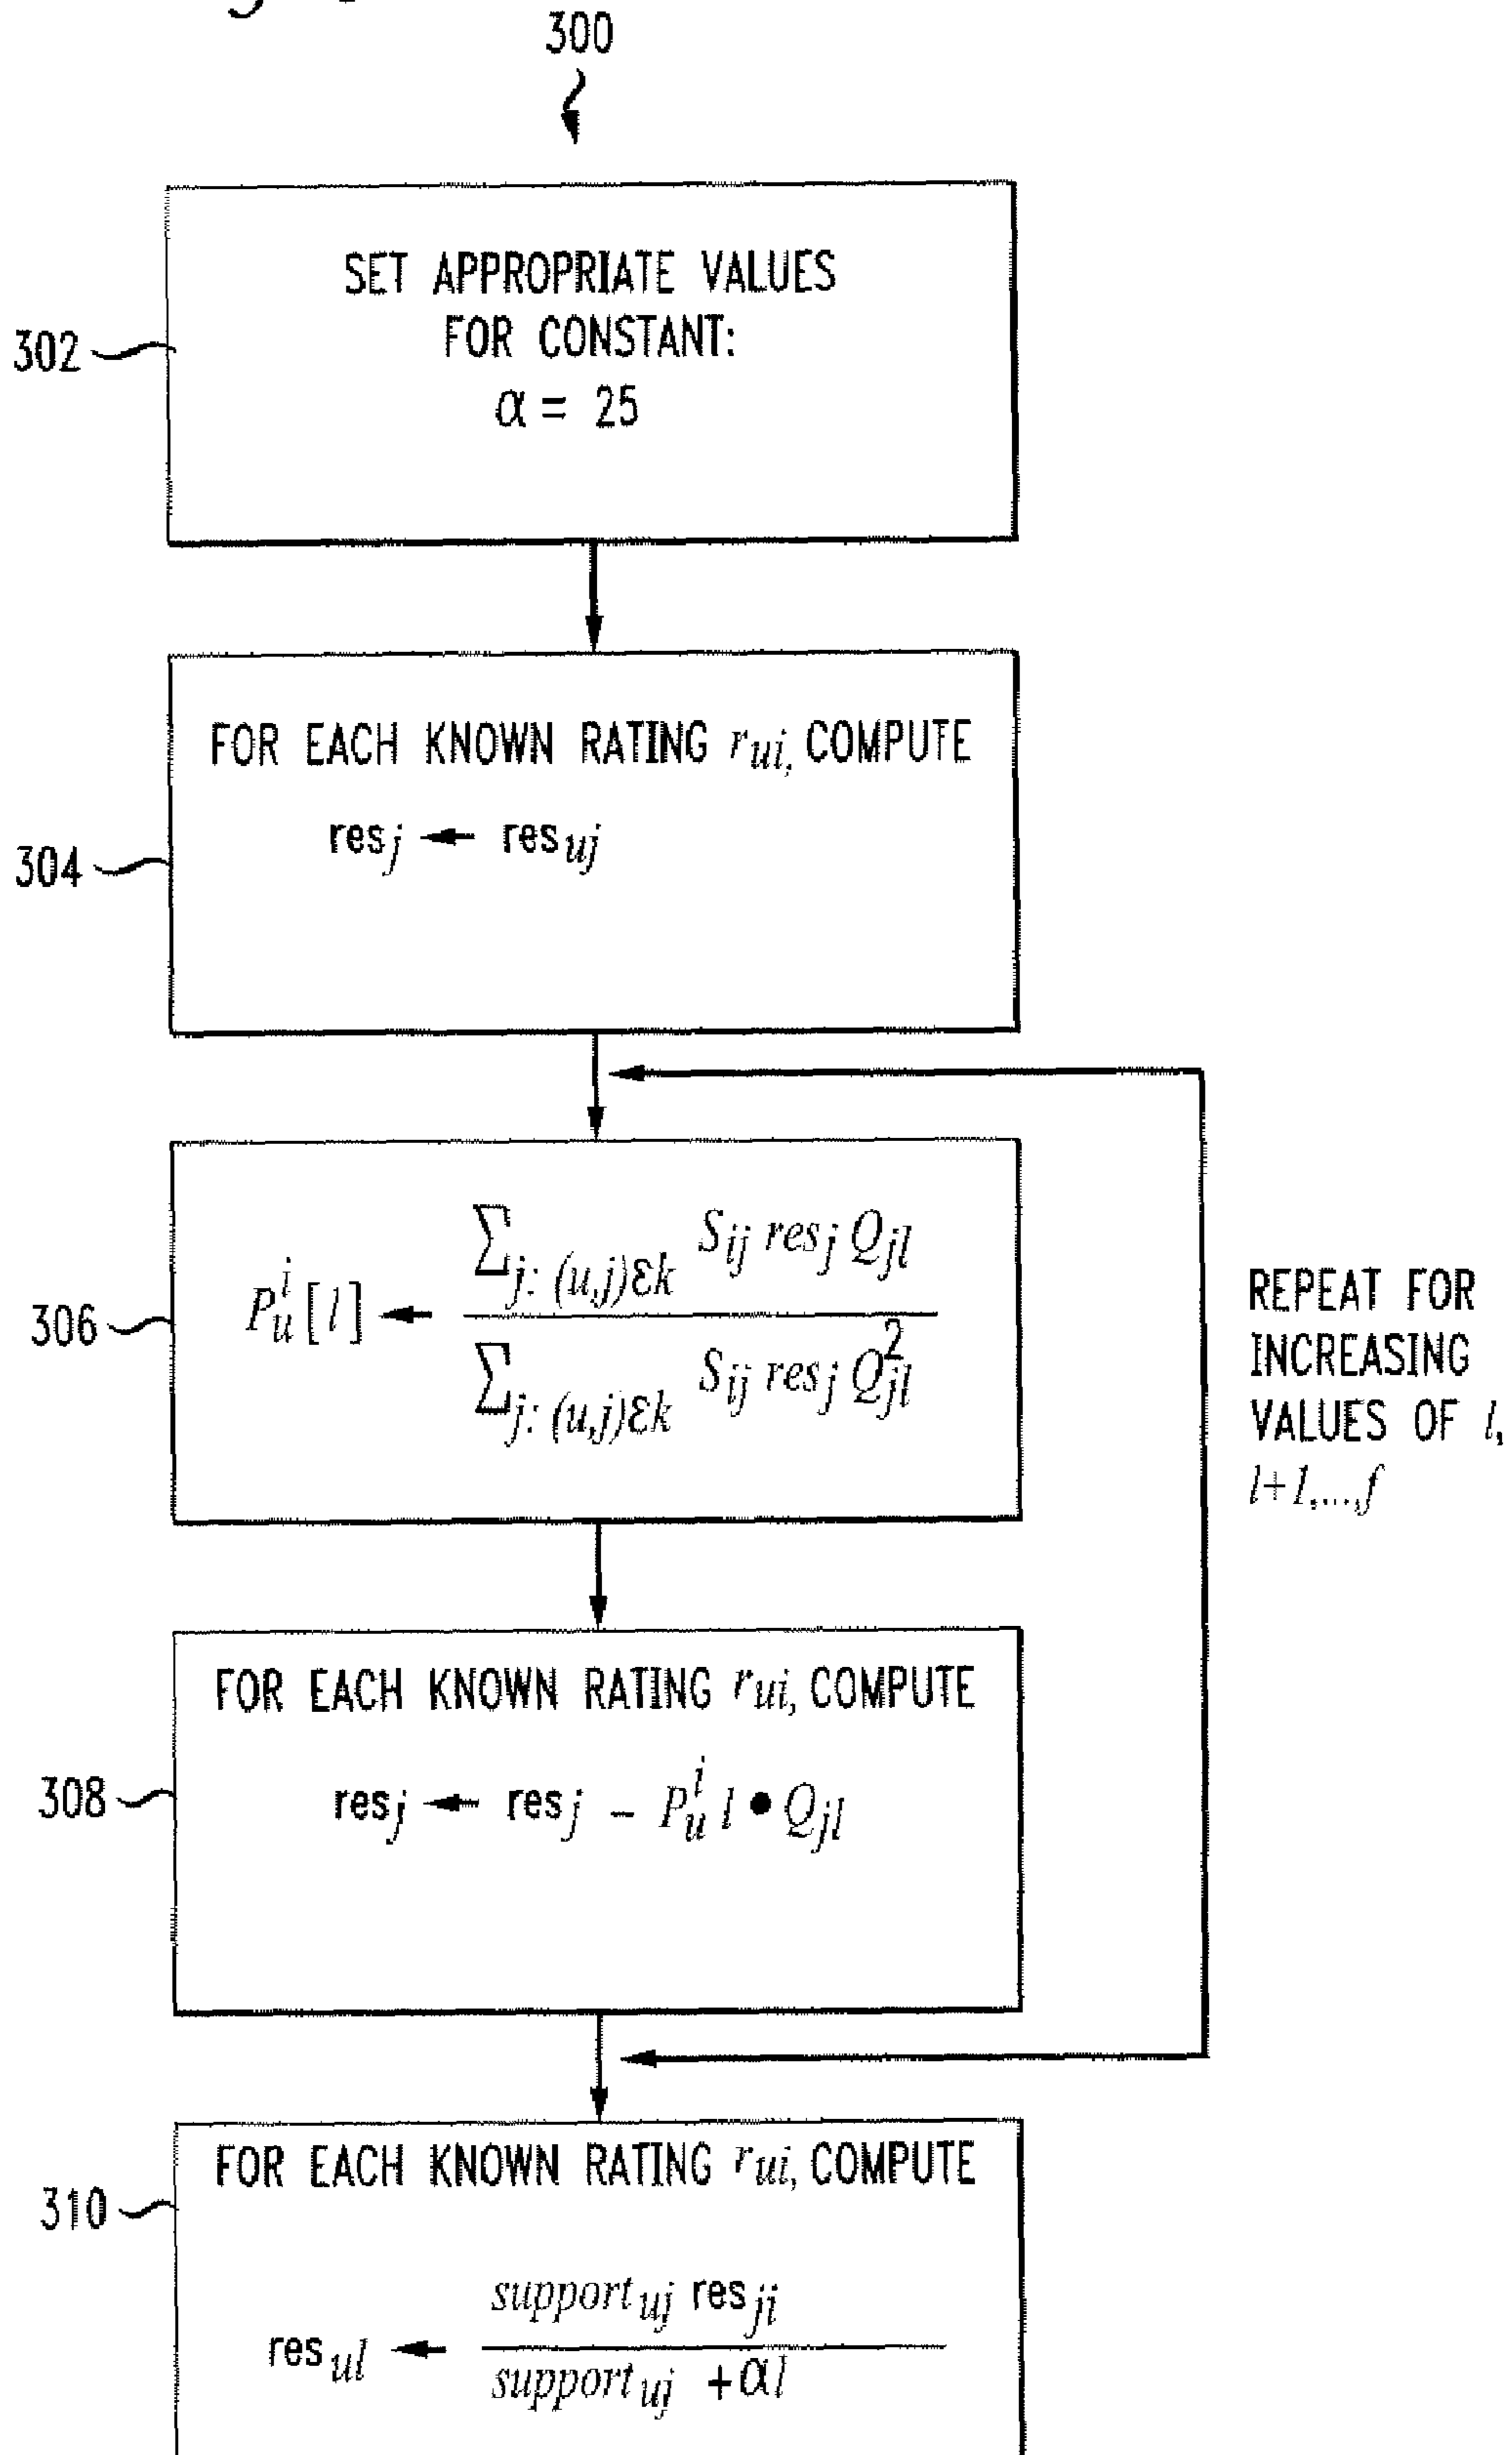 300
302
SET APPROPRIATE VALUES
FOR CONSTANT:
α = 25
304
FOR EACH KNOWN RATING r_ui, COMPUTE
res_j ← res_uj
306
P_u^i [l] ← (∑_j: (u,j)εk S_ij res_j Q_jl) / (∑_j: (u,j)εk S_ij res_j Q_jl^2)
REPEAT FOR
INCREASING
VALUES OF l,
l+1,...,f
308
FOR EACH KNOWN RATING r_ui, COMPUTE
res_j ← res_j - P_u^i l • Q_jl
310
FOR EACH KNOWN RATING r_ui, COMPUTE
res_ul ← (support_uj res_ji) / (support_uj +αl)